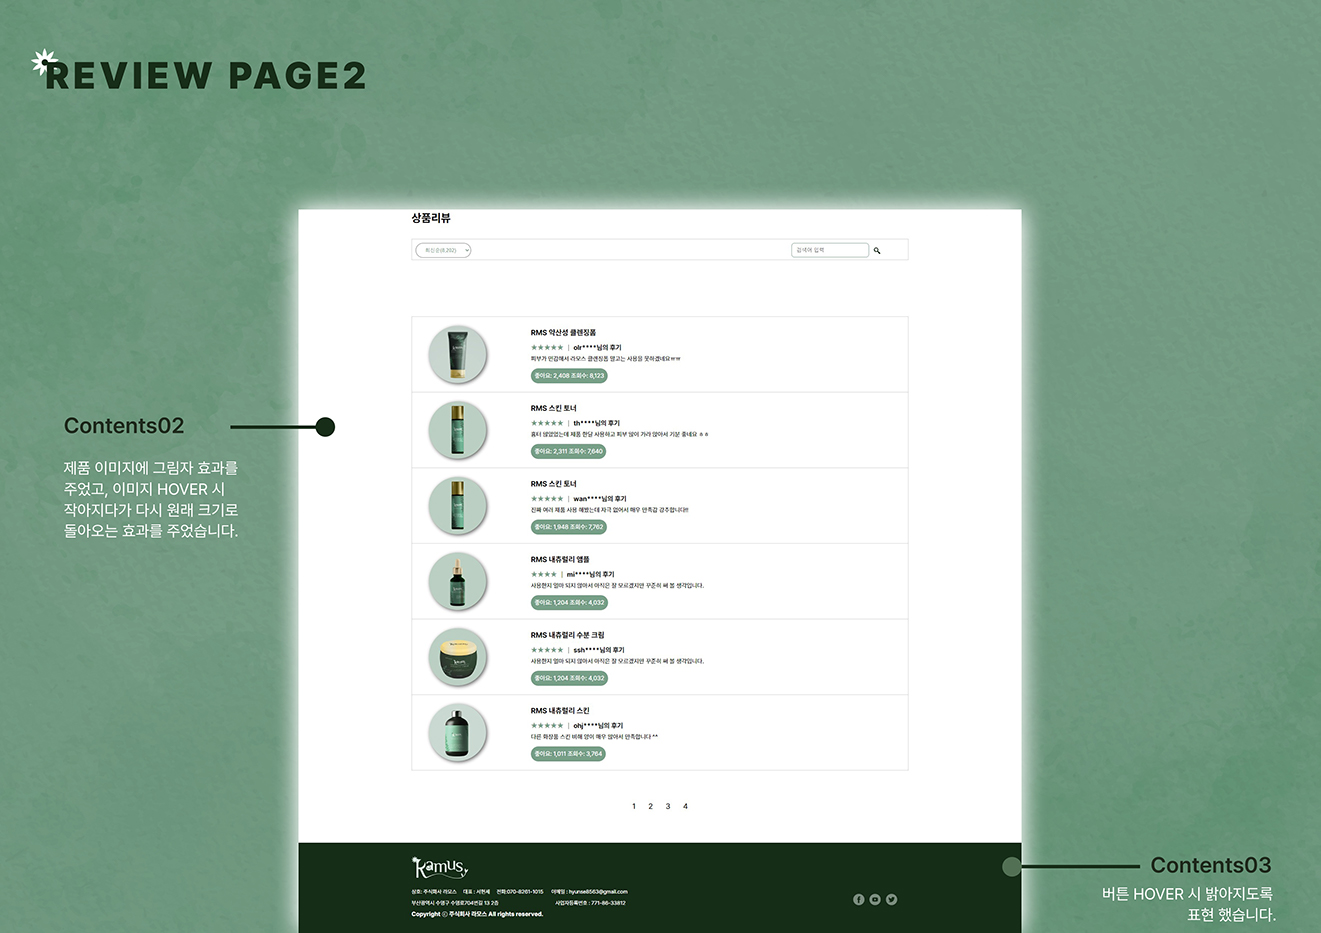 REVIEW PAGE2
상품리뷰
최신순(8,202)
검색어 입력
RMS 약산성 클렌징폼
★★★★★ | olr****님의 후기
피부가 민감해서 라모스 클렌징폼 말고는 사용을 못하겠네요ㅠㅠ
좋아요: 2,408 조회수: 8,123
RMS 스킨 토너
★★★★★ | th****님의 후기
흉터 많았었는데 제품 한달 사용하고 피부 많이 가라 앉아서 기분 좋네요 ㅎㅎ
좋아요: 2,311 조회수: 7,640
RMS 스킨 토너
★★★★★ | wan****님의 후기
진짜 여러 제품 사용 해봤는데 자극 없어서 매우 만족감 강추합니다!!
좋아요: 1,948 조회수: 7,762
Contents02
제품 이미지에 그림자 효과를
주었고, 이미지 HOVER 시
작아지다가 다시 원래 크기로
돌아오는 효과를 주었습니다.
RMS 내츄럴리 앰플
★★★★ | mi****님의 후기
사용한지 얼마 되지 않아서 아직은 잘 모르겠지만 꾸준히 써 볼 생각입니다.
좋아요: 1,204 조회수: 4,032
RMS 내츄럴리 수분 크림
★★★★★ | ssh****님의 후기
사용한지 얼마 되지 않아서 아직은 잘 모르겠지만 꾸준히 써 볼 생각입니다.
좋아요: 1,204 조회수: 4,032
RMS 내츄럴리 스킨
★★★★★ | ohj****님의 후기
다른 화장품 스킨 비해 양이 매우 많아서 만족합니다 ^^
좋아요: 1,011 조회수: 3,764
1 2 3 4
Ramus
상호: 주식회사 라모스 대표 : 서현세 전화:070-8261-1015 이메일 : hyunse8563@gmail.com
부산광역시 수영구 수영로704번길 13 2층 사업자등록번호 : 771-86-33812
Copyright ⓒ 주식회사 라모스 All rights reserved.
Contents03
버튼 HOVER 시 밝아지도록
표현 했습니다.